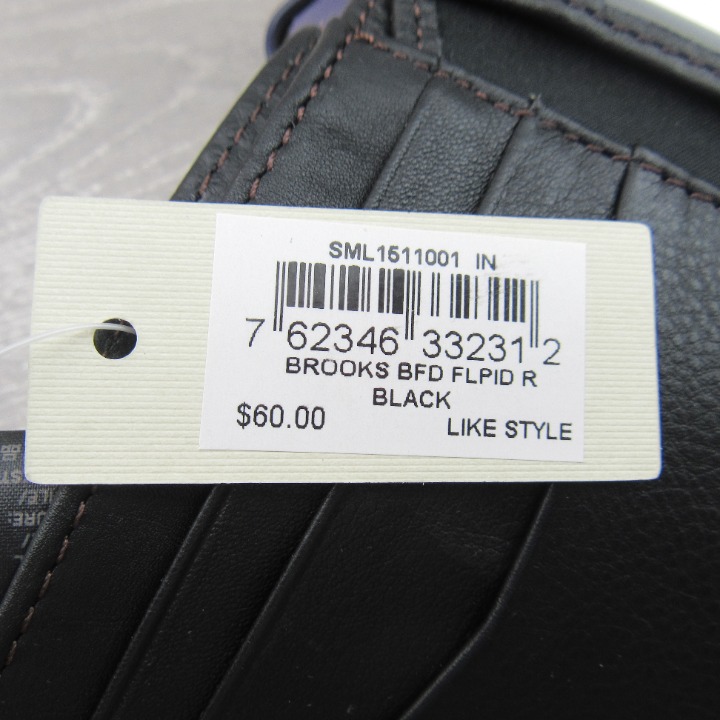 SML1511001 IN
7 62346 33231 2
BROOKS BFD FLPID R
BLACK
$60.00 LIKE STYLE